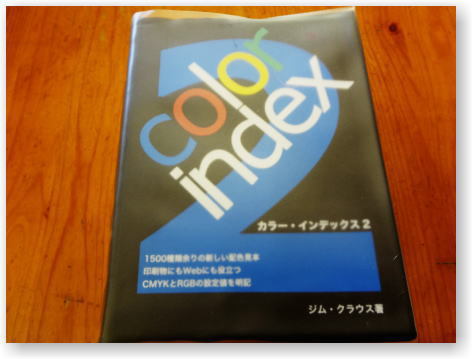 2
color
index
カラー・インデックス2
1500種類余りの新しい配色見本
印刷物にもWebにも役立つ
CMYKとRGBの設定値を明記
ジム・クラウス著